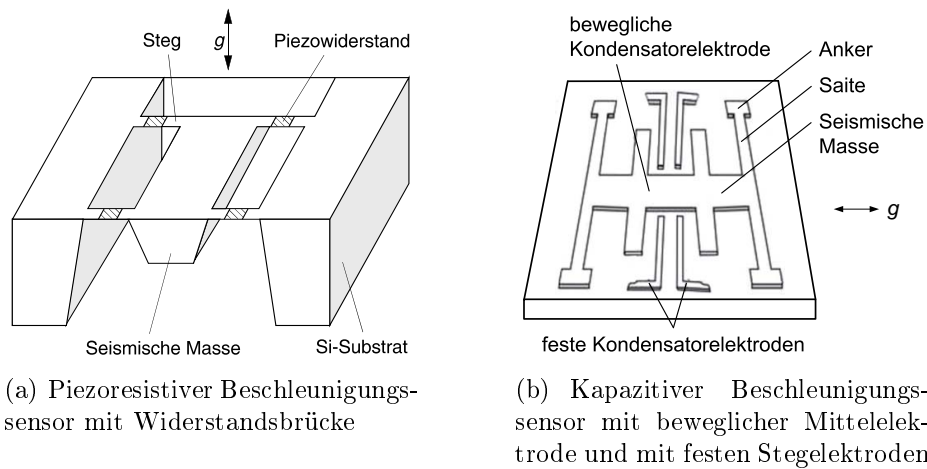 Steg
g
Piezowiderstand
Seismische Masse
Si-Substrat
(a) Piezoresistiver Beschleunigungs-
sensor mit Widerstandsbrücke
bewegliche
Kondensatorelektrode
Anker
Saite
Seismische
Masse
g
feste Kondensatorelektroden
(b) Kapazitiver Beschleunigungs-
sensor mit beweglicher Mittelelek-
trode und mit festen Stegelektroden